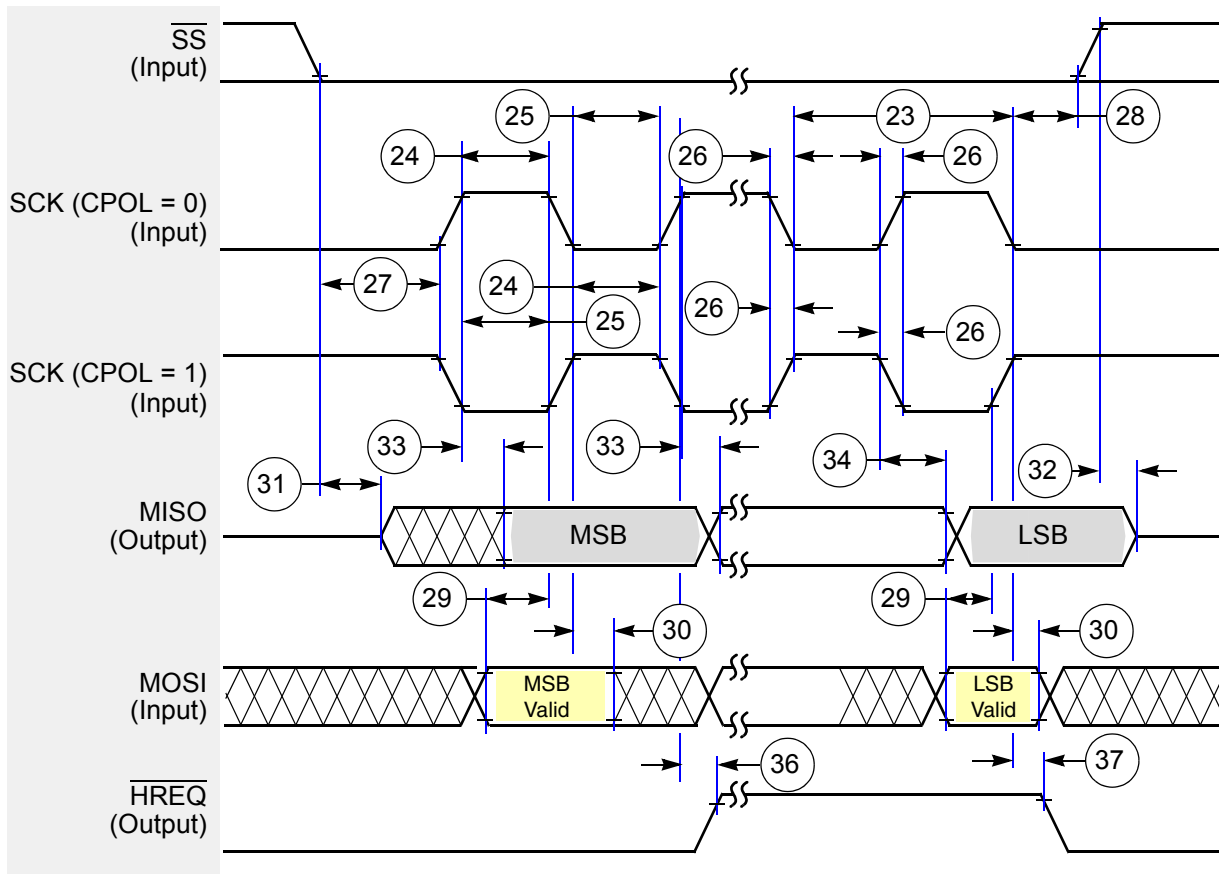 SS
(Input)
25
23
28
24
26
26
SCK (CPOL = 0)
(Input)
27
24
25
26
26
SCK (CPOL = 1)
(Input)
33
33
34
32
31
MISO
(Output)
MSB
LSB
29
30
29
30
MOSI
(Input)
MSB
Valid
LSB
Valid
36
37
HREQ
(Output)